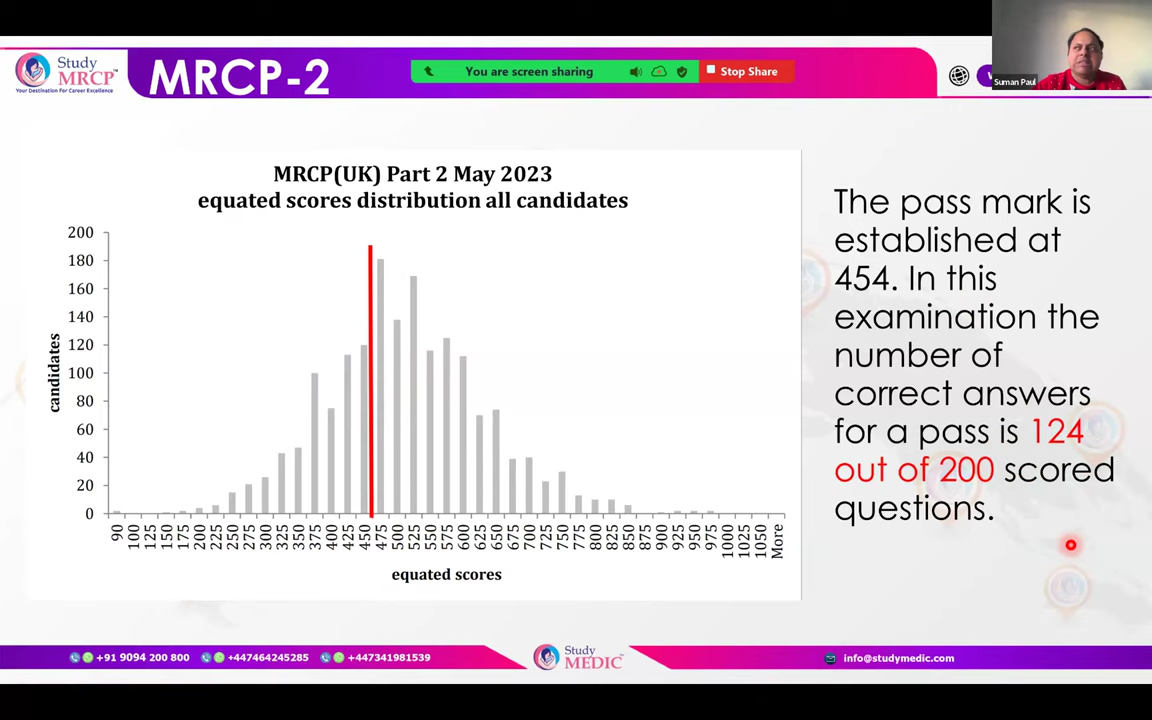 Study
MRCP™
Your Destination For Career Excellence
MRCP-2
You are screen sharing
Stop Share
Suman Paul
MRCP(UK) Part 2 May 2023
equated scores distribution all candidates
200
180
160
140
120
100
80
60
40
20
0
candidates
90 100 125 150 175 200 225 250 275 300 325 350 375 400 425 450 475 500 525 550 575 600 625 650 675 700 725 750 775 800 825 850 900 925 950 975 1000 1025 1050 More
equated scores
The pass mark is
established at
454. In this
examination the
number of
correct answers
for a pass is 124
out of 200 scored
questions.
+91 9094 200 800
+447464245285
+447341981539
Study
MEDIC
info@studymedic.com